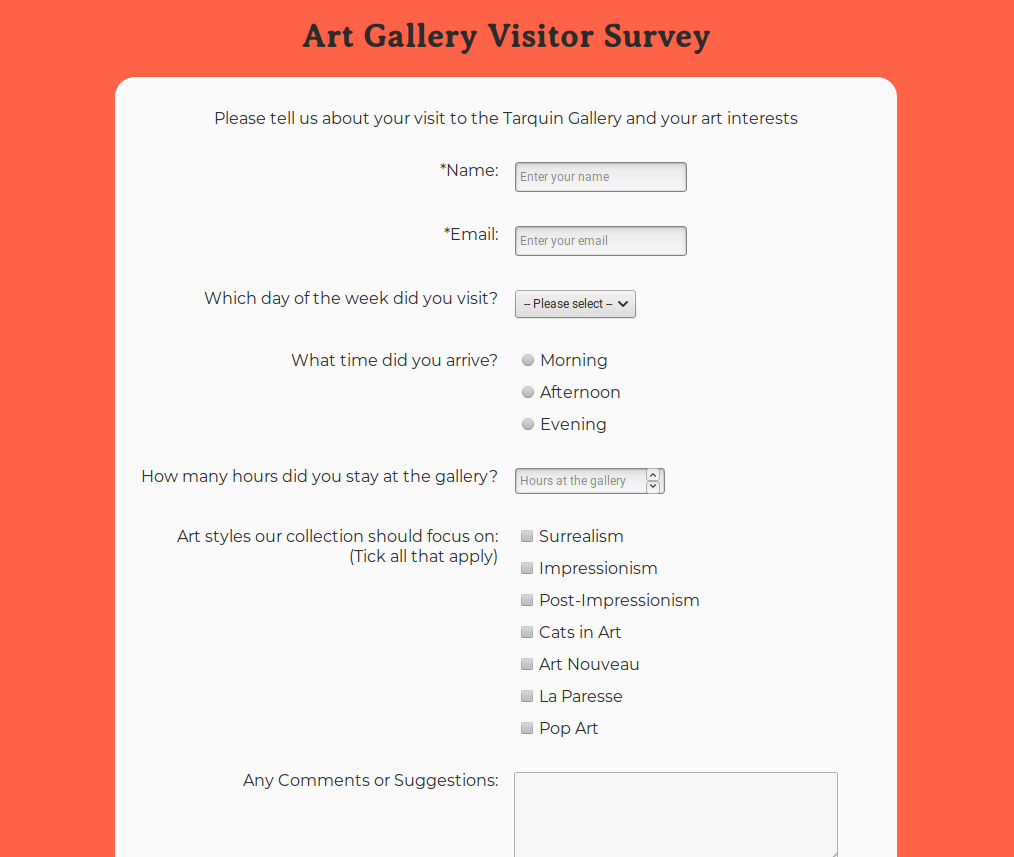 Art Gallery Visitor Survey
Please tell us about your visit to the Tarquin Gallery and your art interests
*Name: Enter your name
*Email: Enter your email
Which day of the week did you visit? -- Please select --
What time did you arrive? Morning
Afternoon
Evening
How many hours did you stay at the gallery? Hours at the gallery
Art styles our collection should focus on: Surrealism
(Tick all that apply)
Impressionism
Post-Impressionism
Cats in Art
Art Nouveau
La Paresse
Pop Art
Any Comments or Suggestions: